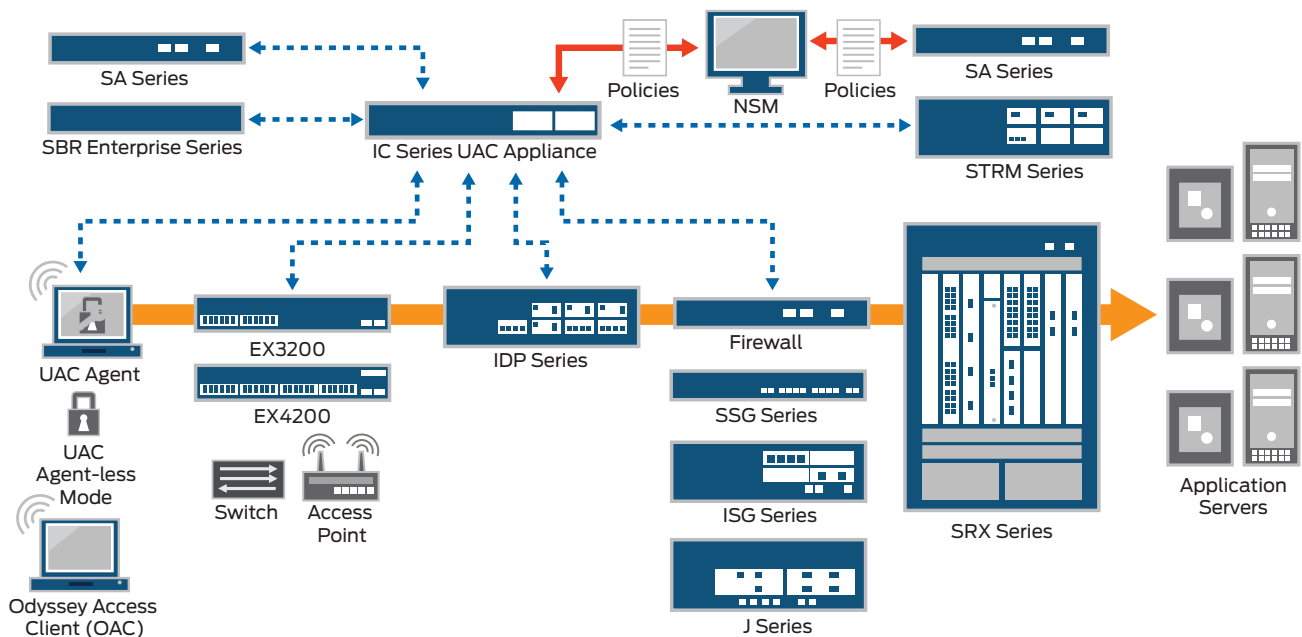 SA Series
SBR Enterprise Series
IC Series UAC Appliance
Policies
NSM
Policies
SA Series
STRM Series
UAC Agent
UAC
Agent-less
Mode
Odyssey Access
Client (OAC)
EX3200
EX4200
Switch
Access
Point
IDP Series
Firewall
SSG Series
ISG Series
J Series
SRX Series
Application
Servers